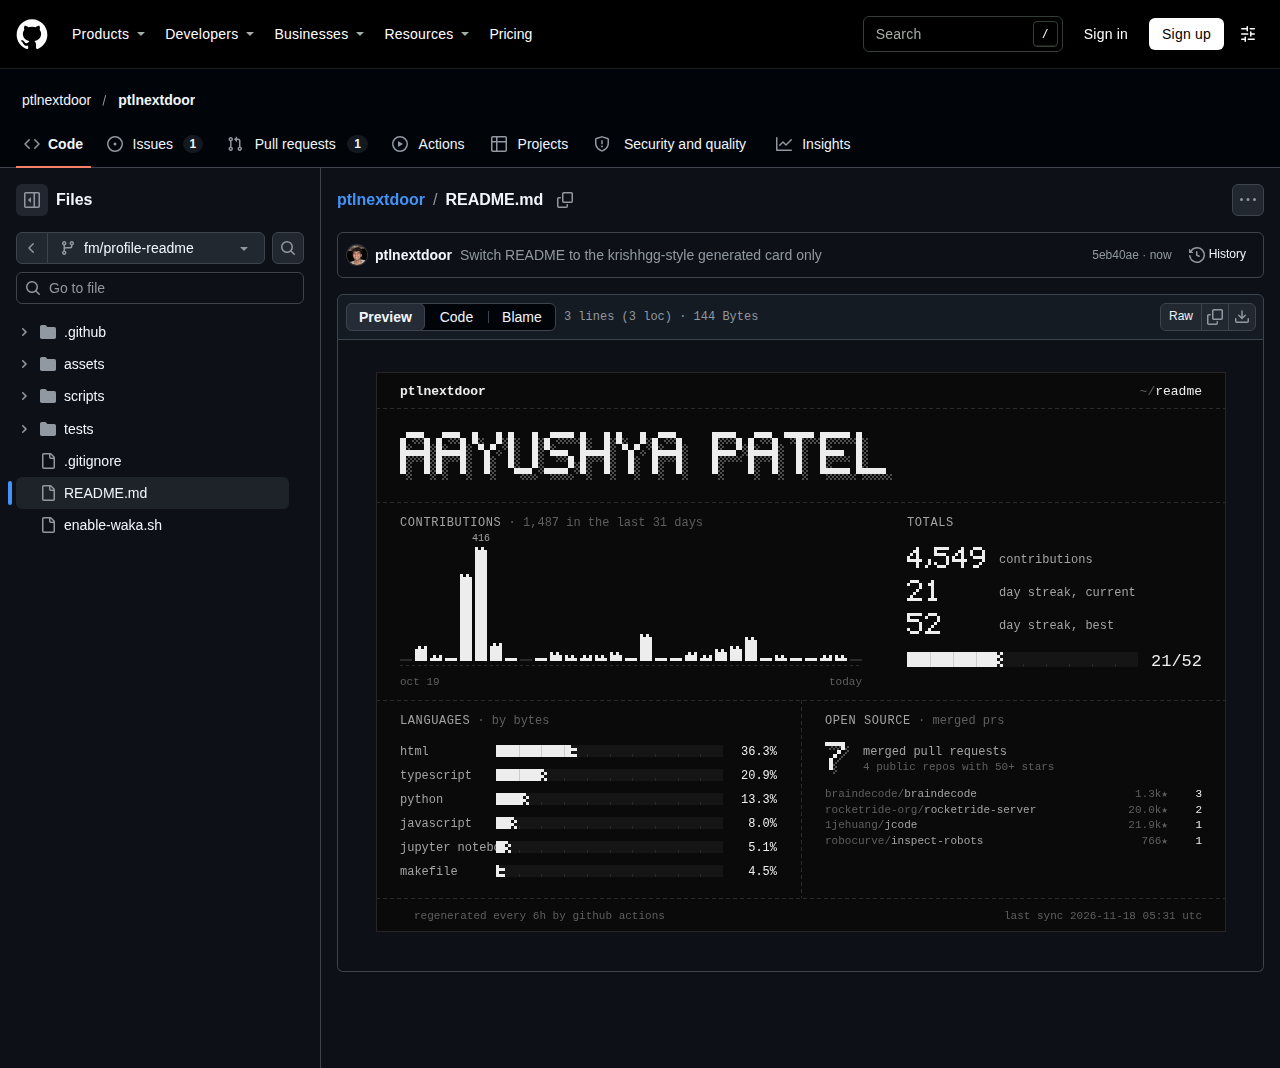 Products Developers Businesses Resources Pricing Search / Sign in Sign up
ptlnextdoor / ptlnextdoor
Code Issues 1 Pull requests 1 Actions Projects Security and quality Insights
Files
fm/profile-readme
Go to file
.github
assets
scripts
tests
.gitignore
README.md
enable-waka.sh
ptlnextdoor / README.md
ptlnextdoor Switch README to the krishhgg-style generated card only 5eb40ae · now History
Preview Code Blame 3 lines (3 loc) · 144 Bytes Raw
ptlnextdoor ~/readme
AAYUSHYA PATEL
CONTRIBUTIONS · 1,487 in the last 31 days
416
oct 19 today
TOTALS
4,549 contributions
21 day streak, current
52 day streak, best
21/52
LANGUAGES · by bytes
html 36.3%
typescript 20.9%
python 13.3%
javascript 8.0%
jupyter notebo 5.1%
makefile 4.5%
OPEN SOURCE · merged prs
7 merged pull requests
4 public repos with 50+ stars
braindecode/braindecode 1.3k★ 3
rocketride-org/rocketride-server 20.0k★ 2
1jehuang/jcode 21.9k★ 1
robocurve/inspect-robots 766★ 1
regenerated every 6h by github actions last sync 2026-11-18 05:31 utc